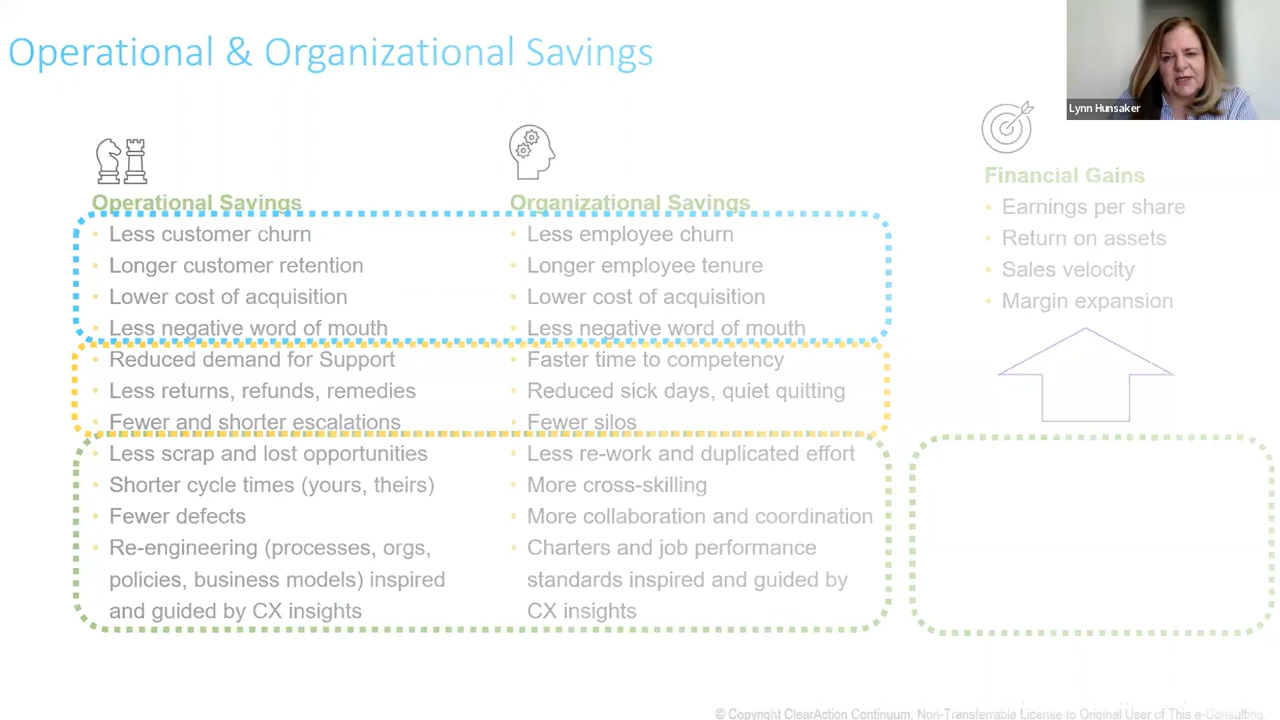 Operational & Organizational Savings
Lynn Hunsaker
Operational Savings
Less customer churn
Longer customer retention
Lower cost of acquisition
Less negative word of mouth
Reduced demand for Support
Less returns, refunds, remedies
Fewer and shorter escalations
Less scrap and lost opportunities
Shorter cycle times (yours, theirs)
Fewer defects
Re-engineering (processes, orgs,
policies, business models) inspired
and guided by CX insights
Organizational Savings
Less employee churn
Longer employee tenure
Lower cost of acquisition
Less negative word of mouth
Faster time to competency
Reduced sick days, quiet quitting
Fewer silos
Less re-work and duplicated effort
More cross-skilling
More collaboration and coordination
Charters and job performance
standards inspired and guided by
CX insights
Financial Gains
Earnings per share
Return on assets
Sales velocity
Margin expansion
© Copyright ClearAction Continuum, Non-Transferrable License to Original User of This e-Consulting.